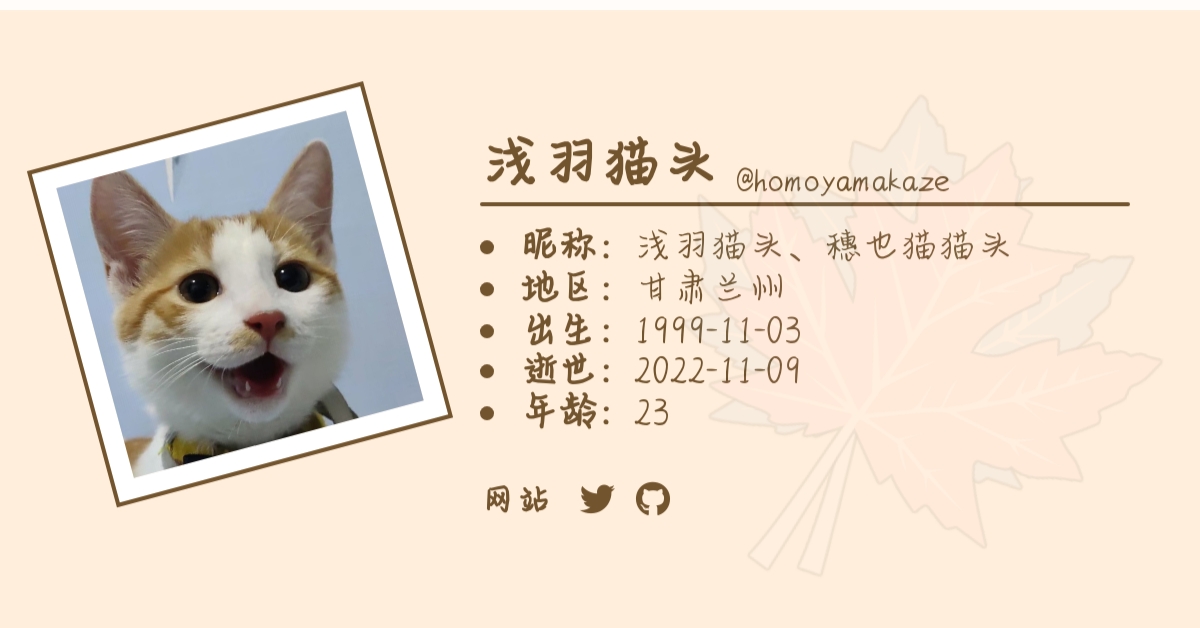 浅羽猫头 @homoyamakaze
昵称：浅羽猫头、穗也猫猫头
地区：甘肃兰州
出生：1999-11-03
逝世：2022-11-09
年龄：23
网站